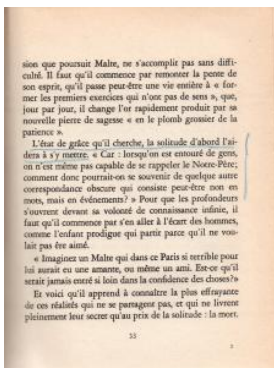 sion que poursuit Malte, ne s'accomplit pas sans diffi-
culté. Il faut qu'il commence par remonter la pente de
son esprit, qu'il passe peut-être une vie entière à « for-
mer les premiers exercices qui n'ont pas de sens », que,
jour par jour, il change l'or rapidement produit par sa
nouvelle pierre de sagesse « en le plomb grossier de la
patience ».
L'état de grâce qu'il cherche, la solitude d'abord l'ai-
dera à s'y mettre. « Car : lorsqu'on est entouré de gens,
on n'est même pas capable de se rappeler le Notre-Père;
comment donc pourrait-on se souvenir de quelque autre
correspondance obscure qui consiste peut-être non en
mots, mais en événements? » Pour que les profondeurs
s'ouvrent devant sa volonté de connaissance infinie, il
faut qu'il commence par s'en aller à l'écart des hommes,
comme l'enfant prodigue qui partit parce qu'il ne vou-
lait pas être aimé.
« Imaginez un Malte qui dans ce Paris si terrible pour
lui aurait eu une amante, ou même un ami. Est-ce qu'il
serait jamais entré si loin dans la confidence des choses?»
Et voici qu'il apprend à connaître la plus effrayante
de ces réalités qui ne se partagent pas, et qui ne livrent
pleinement leur secret qu'au prix de la solitude : la mort.